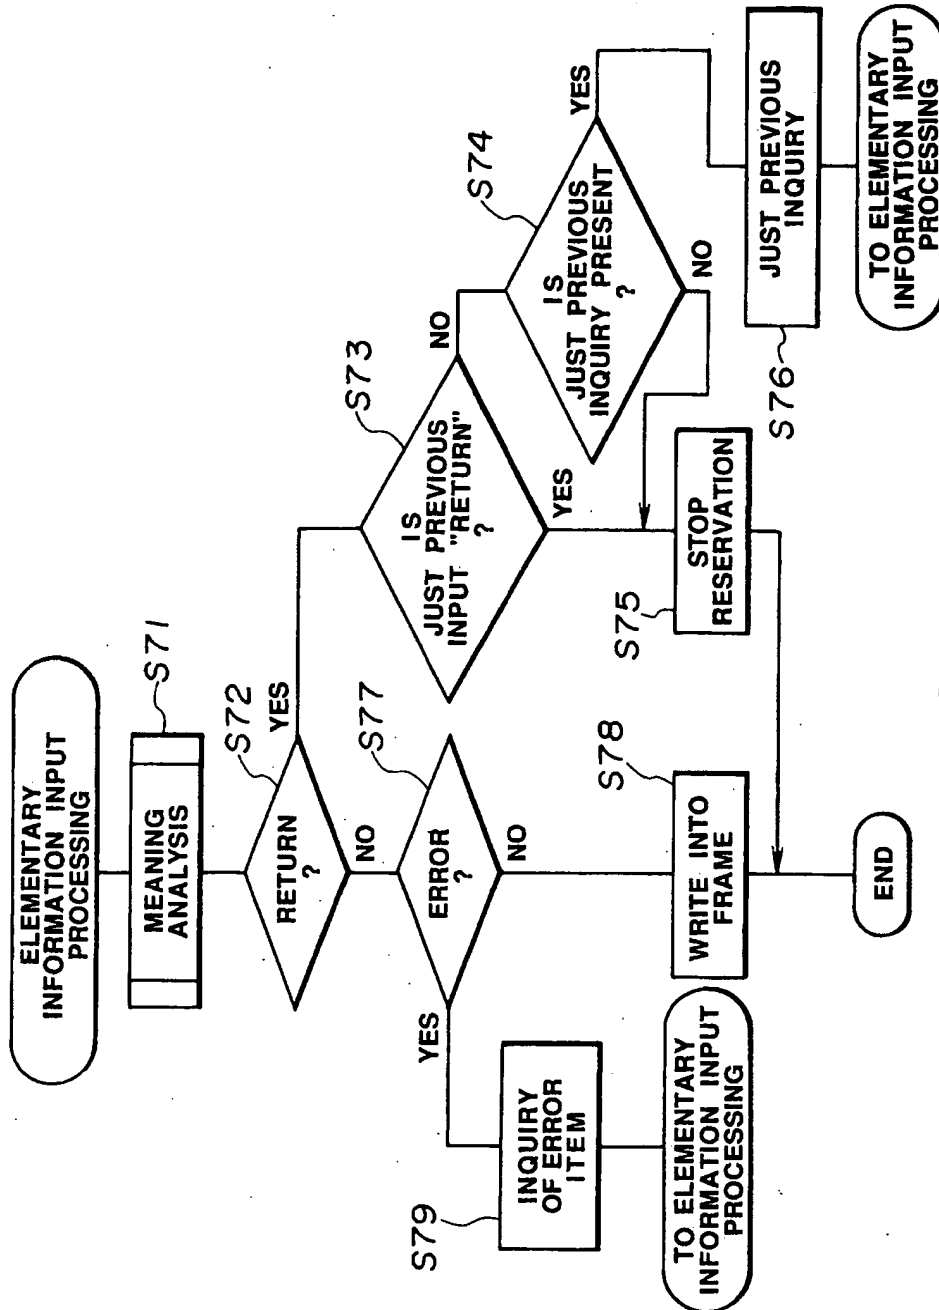 ELEMENTARY
INFORMATION INPUT
PROCESSING
S71
MEANING
ANALYSIS
S72
RETURN
?
YES
NO
S73
IS
JUST PREVIOUS
INPUT "RETURN"
?
NO
YES
S74
IS
JUST PREVIOUS
INQUIRY PRESENT
?
YES
NO
S77
ERROR
?
YES
NO
S79
INQUIRY
OF ERROR
ITEM
S78
WRITE INTO
FRAME
S75
STOP
RESERVATION
S76
JUST PREVIOUS
INQUIRY
TO ELEMENTARY
INFORMATION INPUT
PROCESSING
END
TO ELEMENTARY
INFORMATION INPUT
PROCESSING